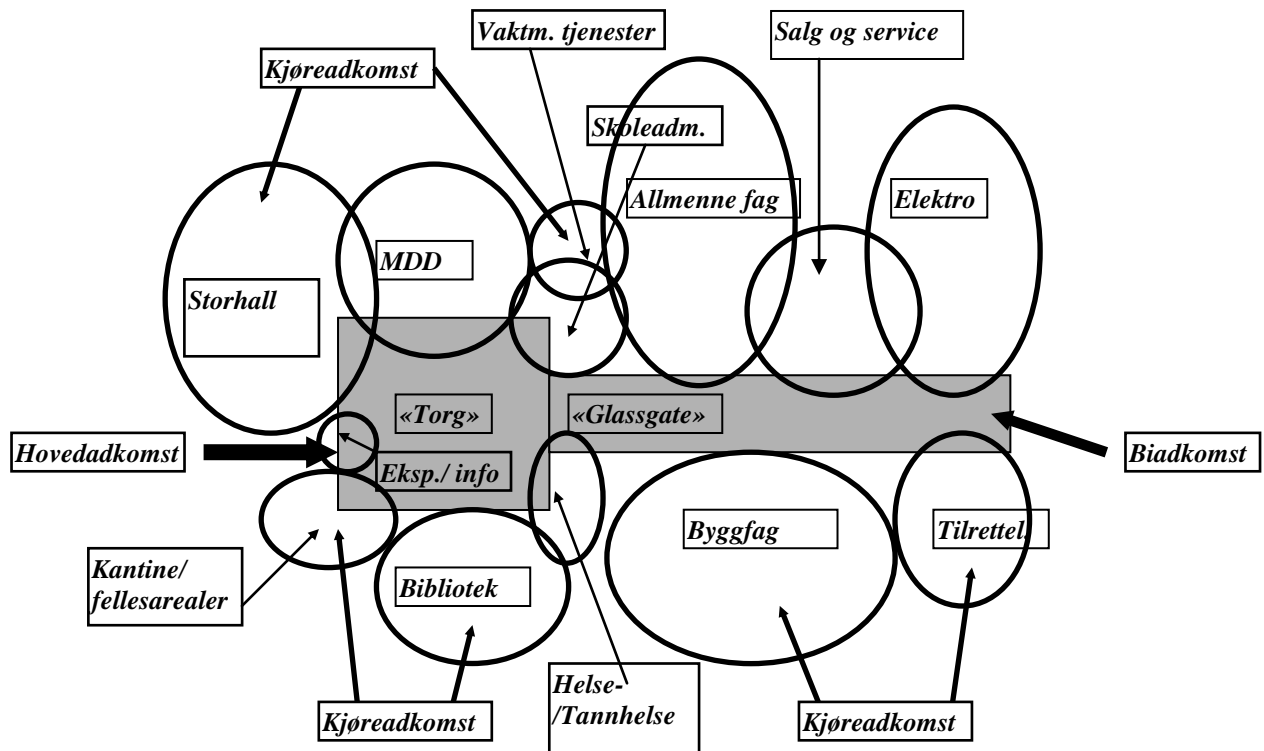 Vaktm. tjenester
Salg og service
Kjøreadkomst
Skoleadm.
Allmenne fag
Elektro
MDD
Storhall
«Torg»
«Glassgate»
Hovedadkomst
Biadkomst
Eksp./ info
Byggfag
Tilrettel.
Kantine/
fellesarealer
Bibliotek
Helse-
/Tannhelse
Kjøreadkomst
Kjøreadkomst